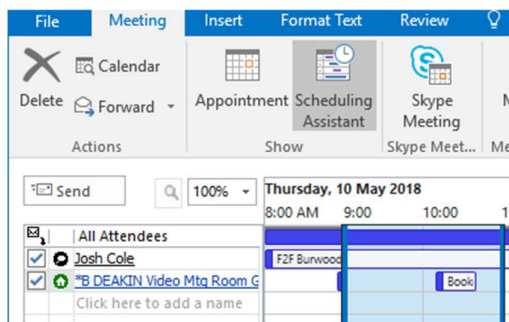 File Meeting Insert Format Text Review
Delete
Calendar
Forward
Appointment
Scheduling Assistant
Skype Meeting
M
Actions Show Skype Meet... Me
Send
100%
Thursday, 10 May 2018
8:00 AM 9:00 10:00 1
All Attendees
Josh Cole
F2F Burwood
*B DEAKIN Video Mtg Room G
Book
Click here to add a name